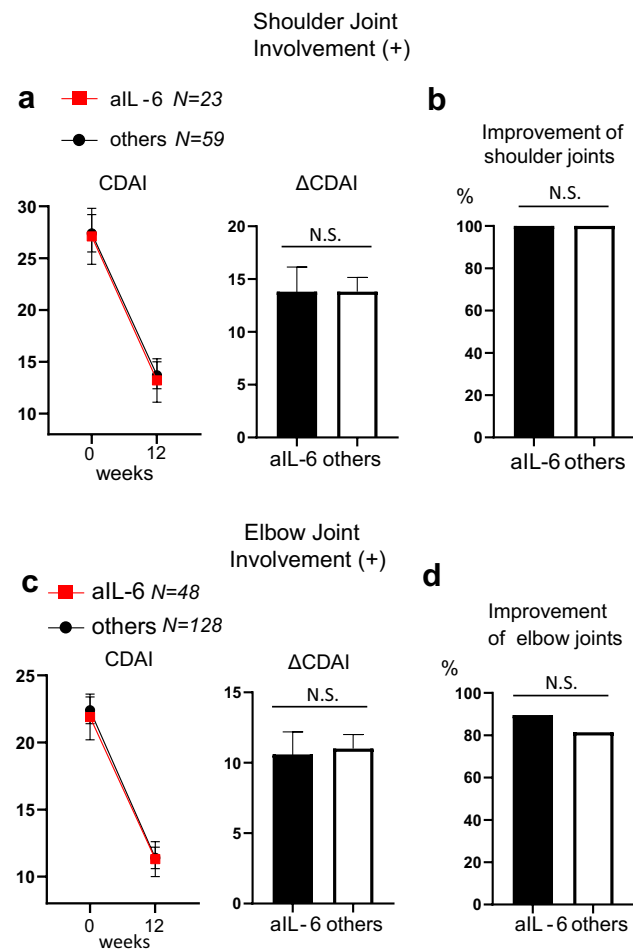 Shoulder Joint
Involvement (+)
a
aIL-6 N=23
others N=59
CDAI
30
25
20
15
10
0
12
weeks
ΔCDAI
N.S.
20
15
10
5
0
aIL-6 others
b
Improvement of
shoulder joints
%
N.S.
100
80
60
40
20
0
aIL-6 others
Elbow Joint
Involvement (+)
c
aIL-6 N=48
others N=128
CDAI
25
20
15
10
0
12
weeks
ΔCDAI
N.S.
15
10
5
0
aIL-6 others
d
Improvement
of elbow joints
%
N.S.
100
80
60
40
20
0
aIL-6 others